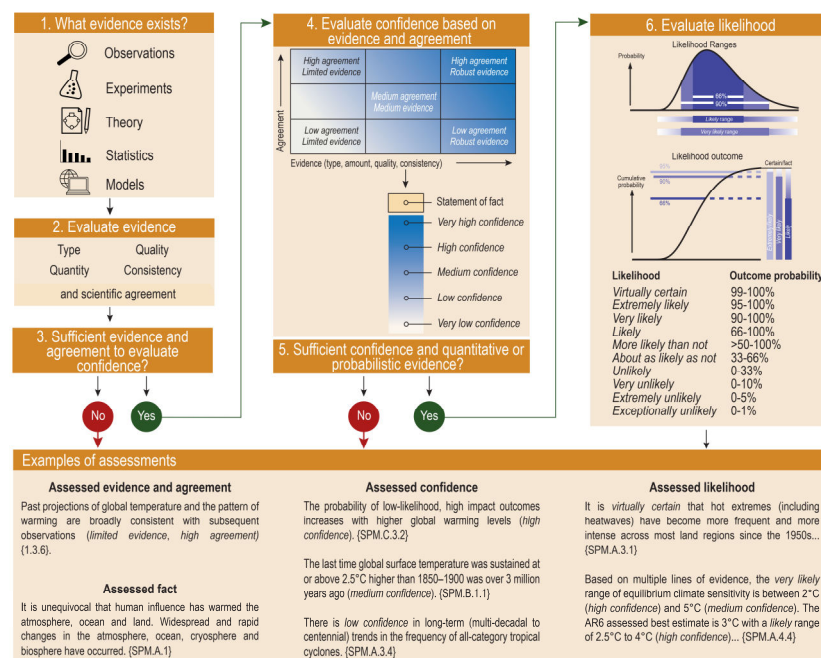 1. What evidence exists?
Observations
Experiments
Theory
Statistics
Models
2. Evaluate evidence
Type Quality
Quantity Consistency
and scientific agreement
3. Sufficient evidence and
agreement to evaluate
confidence?
No Yes
4. Evaluate confidence based on
evidence and agreement
High agreement
Limited evidence
High agreement
Robust evidence
Medium agreement
Medium evidence
Low agreement
Limited evidence
Low agreement
Robust evidence
Agreement
Evidence (type, amount, quality, consistency)
Statement of fact
Very high confidence
High confidence
Medium confidence
Low confidence
Very low confidence
5. Sufficient confidence and quantitative or
probabilistic evidence?
No Yes
6. Evaluate likelihood
Likelihood Ranges
Probability
66%
90%
Likely range
Very likely range
Likelihood outcome
Cumulative
probability
95%
90%
66%
Certain/fact
Extremely likely
Very likely
Likely
Likelihood Outcome probability
Virtually certain 99-100%
Extremely likely 95-100%
Very likely 90-100%
Likely 66-100%
More likely than not >50-100%
About as likely as not 33-66%
Unlikely 0-33%
Very unlikely 0-10%
Extremely unlikely 0-5%
Exceptionally unlikely 0-1%
Examples of assessments
Assessed evidence and agreement
Past projections of global temperature and the pattern of
warming are broadly consistent with subsequent
observations (limited evidence, high agreement)
{1.3.6}.
Assessed fact
It is unequivocal that human influence has warmed the
atmosphere, ocean and land. Widespread and rapid
changes in the atmosphere, ocean, cryosphere and
biosphere have occurred. {SPM.A.1}
Assessed confidence
The probability of low-likelihood, high impact outcomes
increases with higher global warming levels (high
confidence). {SPM.C.3.2}
The last time global surface temperature was sustained at
or above 2.5°C higher than 1850–1900 was over 3 million
years ago (medium confidence). {SPM.B.1.1}
There is low confidence in long-term (multi-decadal to
centennial) trends in the frequency of all-category tropical
cyclones. {SPM.A.3.4}
Assessed likelihood
It is virtually certain that hot extremes (including
heatwaves) have become more frequent and more
intense across most land regions since the 1950s...
{SPM.A.3.1}
Based on multiple lines of evidence, the very likely
range of equilibrium climate sensitivity is between 2°C
(high confidence) and 5°C (medium confidence). The
AR6 assessed best estimate is 3°C with a likely range
of 2.5°C to 4°C (high confidence)... {SPM.A.4.4}